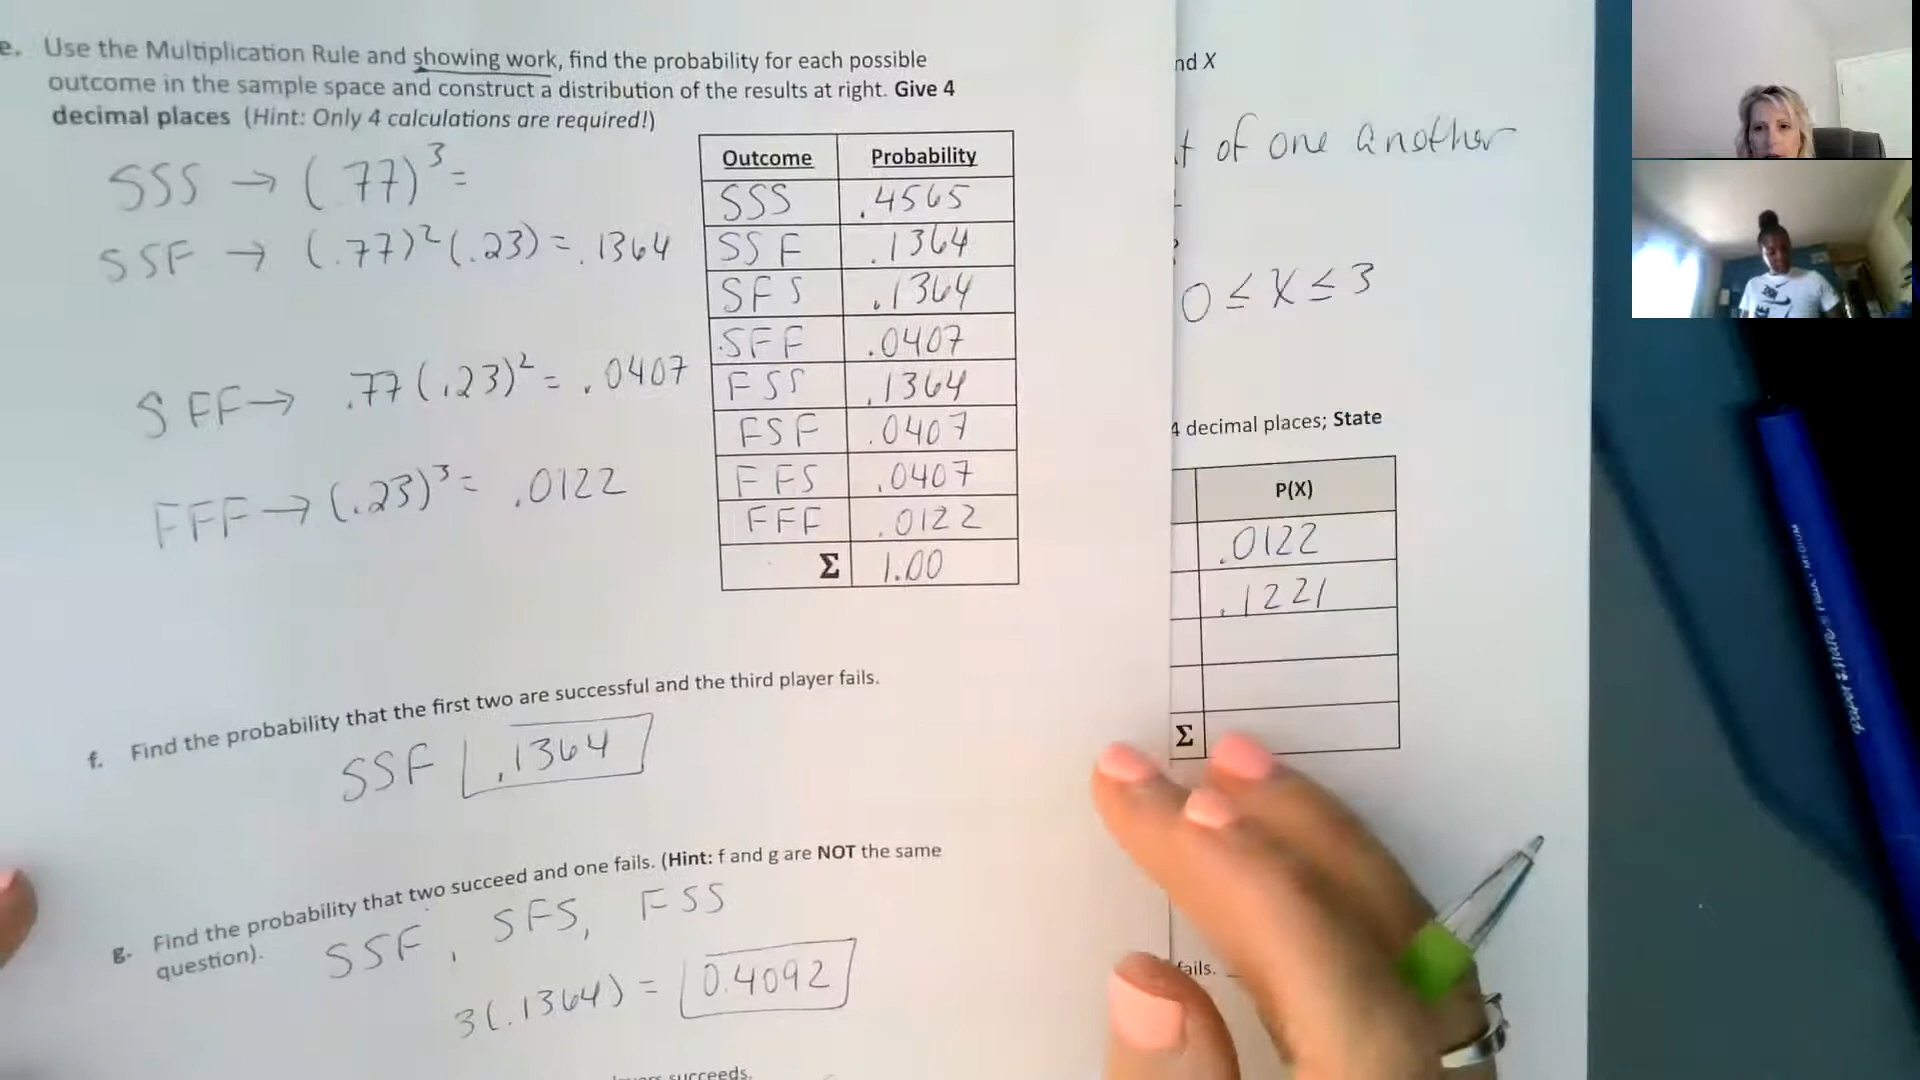 e. Use the Multiplication Rule and showing work, find the probability for each possible
outcome in the sample space and construct a distribution of the results at right. Give 4
decimal places (Hint: Only 4 calculations are required!)
SSS → (.77)³ =
SSF → (.77)²(.23) = .1364
SFF → .77(.23)² = .0407
FFF → (.23)³ = .0122
Outcome Probability
SSS .4565
SSF .1364
SFS .1364
SFF .0407
FSS .1364
FSF .0407
FFS .0407
FFF .0122
Σ 1.00
f. Find the probability that the first two are successful and the third player fails.
SSF .1364
g. Find the probability that two succeed and one fails. (Hint: f and g are NOT the same
question).
SSF, SFS, FSS
3(.1364) = 0.4092
succeeds.
nd X
t of one another
0 ≤ X ≤ 3
4 decimal places; State
P(X)
.0122
.1221
Σ
fails.